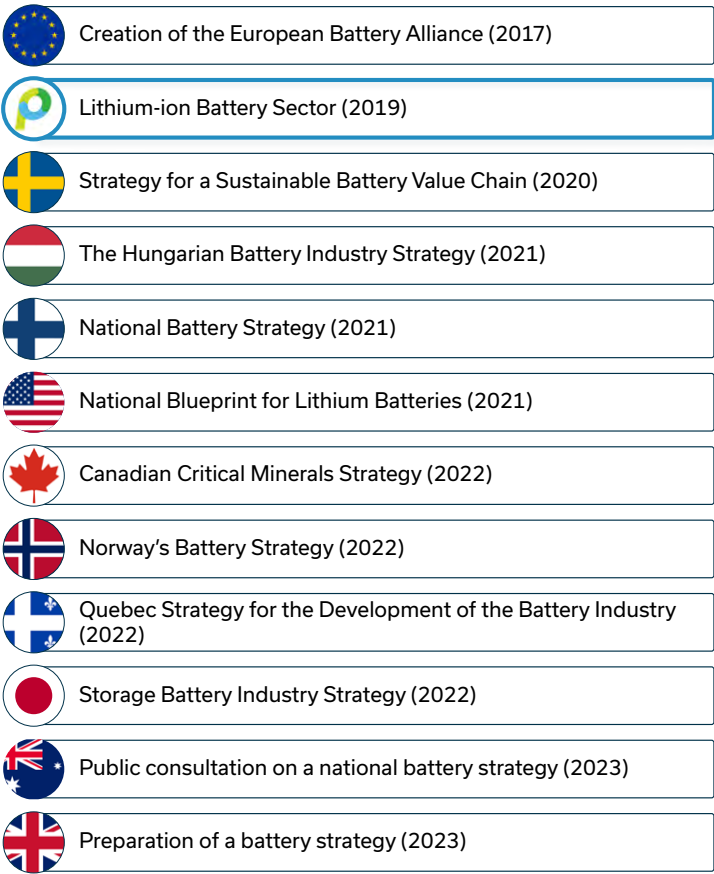 Creation of the European Battery Alliance (2017)
Lithium-ion Battery Sector (2019)
Strategy for a Sustainable Battery Value Chain (2020)
The Hungarian Battery Industry Strategy (2021)
National Battery Strategy (2021)
National Blueprint for Lithium Batteries (2021)
Canadian Critical Minerals Strategy (2022)
Norway’s Battery Strategy (2022)
Quebec Strategy for the Development of the Battery Industry
(2022)
Storage Battery Industry Strategy (2022)
Public consultation on a national battery strategy (2023)
Preparation of a battery strategy (2023)